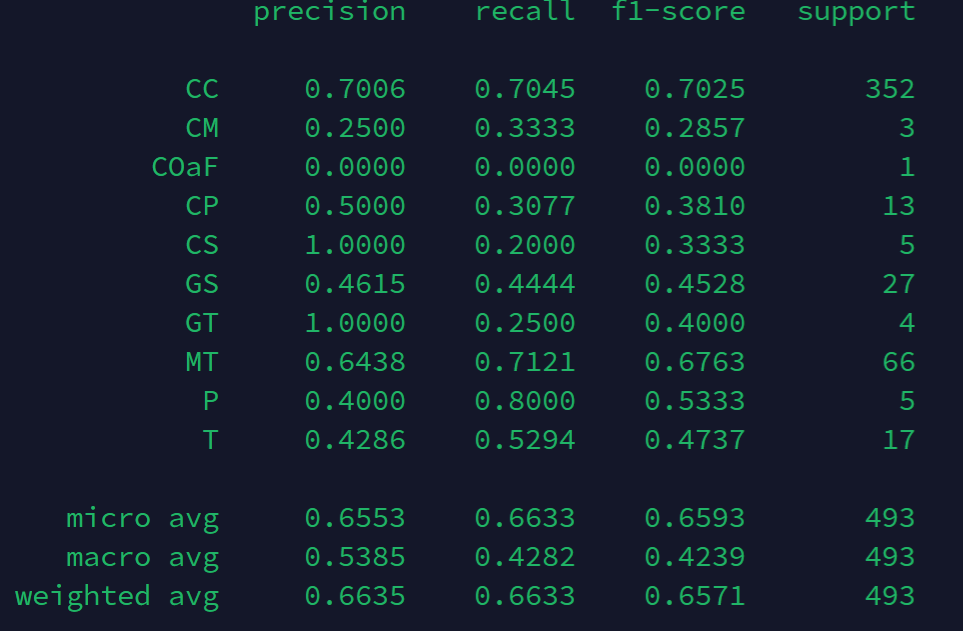 precision recall f1-score support
CC 0.7006 0.7045 0.7025 352
CM 0.2500 0.3333 0.2857 3
COaF 0.0000 0.0000 0.0000 1
CP 0.5000 0.3077 0.3810 13
CS 1.0000 0.2000 0.3333 5
GS 0.4615 0.4444 0.4528 27
GT 1.0000 0.2500 0.4000 4
MT 0.6438 0.7121 0.6763 66
P 0.4000 0.8000 0.5333 5
T 0.4286 0.5294 0.4737 17
micro avg 0.6553 0.6633 0.6593 493
macro avg 0.5385 0.4282 0.4239 493
weighted avg 0.6635 0.6633 0.6571 493